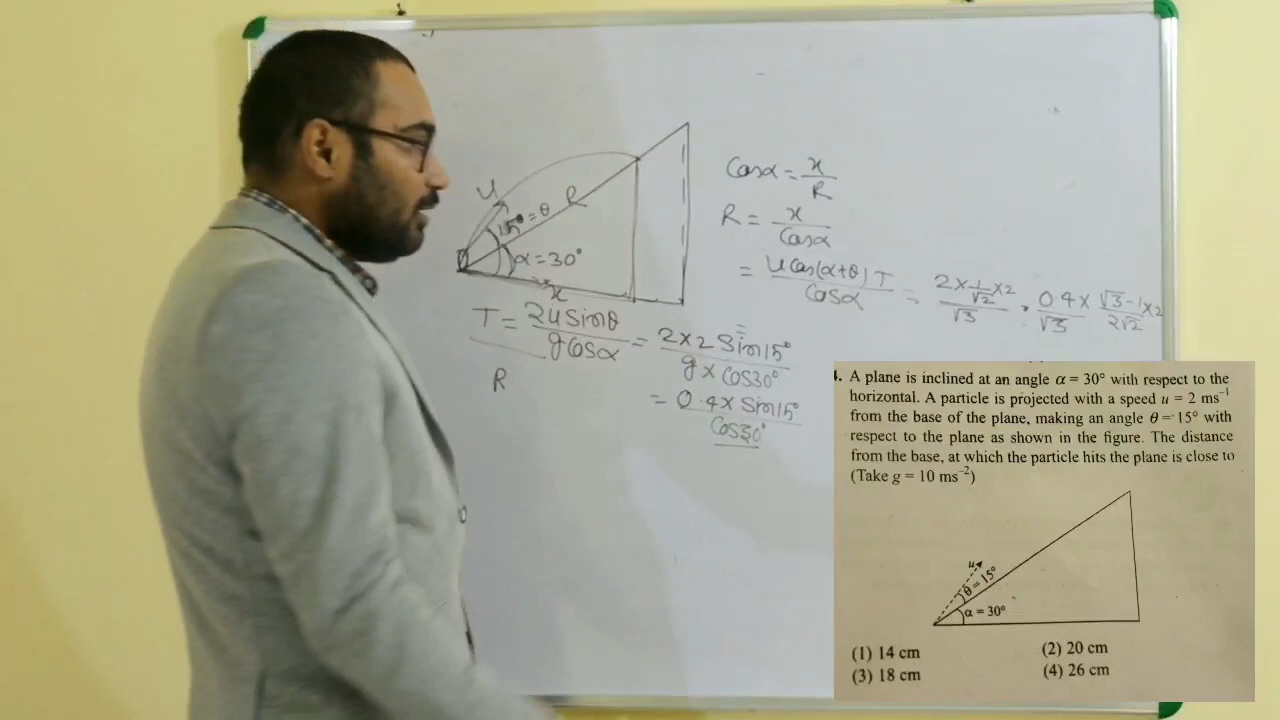 u
15° = θ
R
α = 30°
x
T = 2u Sinθ / g Cosα = 2×2 Sin15° / g × Cos30°
= 0.4 × Sin15° / Cos30°
R
Cosα = x / R
R = x / Cosα
= u Cos(α+θ) T / Cosα = 2 × 1/√2 × 2 / √3 · 0.4 × / √3 √3-1 × 2 / 2√2
. A plane is inclined at an angle α = 30° with respect to the
horizontal. A particle is projected with a speed u = 2 ms⁻¹
from the base of the plane, making an angle θ = 15° with
respect to the plane as shown in the figure. The distance
from the base, at which the particle hits the plane is close to
(Take g = 10 ms⁻²)
u
θ = 15°
α = 30°
(1) 14 cm (2) 20 cm
(3) 18 cm (4) 26 cm